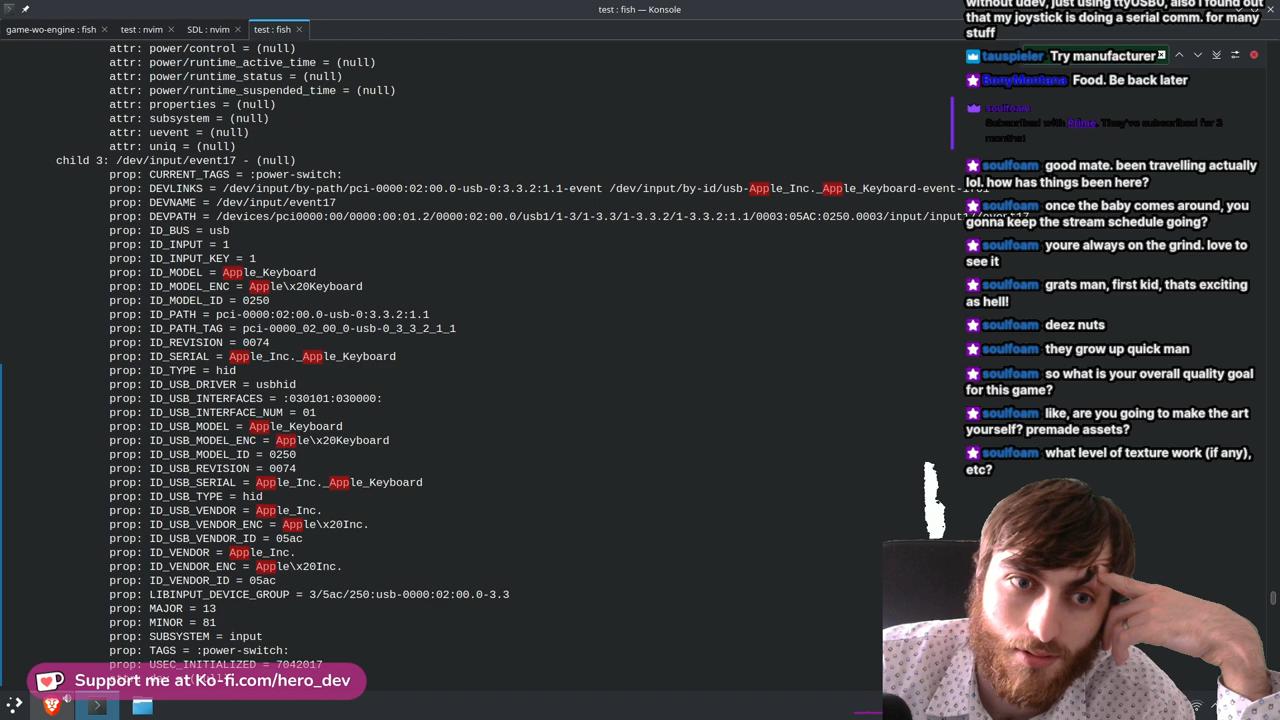 test : fish — Konsole
game-wo-engine : fish
test : nvim
SDL : nvim
test : fish
attr: power/control = (null)
attr: power/runtime_active_time = (null)
attr: power/runtime_status = (null)
attr: power/runtime_suspended_time = (null)
attr: properties = (null)
attr: subsystem = (null)
attr: uevent = (null)
attr: uniq = (null)
child 3: /dev/input/event17 - (null)
prop: CURRENT_TAGS = :power-switch:
prop: DEVLINKS = /dev/input/by-path/pci-0000:02:00.0-usb-0:3.3.2:1.1-event /dev/input/by-id/usb-Apple_Inc._Apple_Keyboard-event-if01
prop: DEVNAME = /dev/input/event17
prop: DEVPATH = /devices/pci0000:00/0000:00:01.2/0000:02:00.0/usb1/1-3/1-3.3/1-3.3.2/1-3.3.2:1.1/0003:05AC:0250.0003/input/input17/event17
prop: ID_BUS = usb
prop: ID_INPUT = 1
prop: ID_INPUT_KEY = 1
prop: ID_MODEL = Apple_Keyboard
prop: ID_MODEL_ENC = Apple\x20Keyboard
prop: ID_MODEL_ID = 0250
prop: ID_PATH = pci-0000:02:00.0-usb-0:3.3.2:1.1
prop: ID_PATH_TAG = pci-0000_02_00_0-usb-0_3_3_2_1_1
prop: ID_REVISION = 0074
prop: ID_SERIAL = Apple_Inc._Apple_Keyboard
prop: ID_TYPE = hid
prop: ID_USB_DRIVER = usbhid
prop: ID_USB_INTERFACES = :030101:030000:
prop: ID_USB_INTERFACE_NUM = 01
prop: ID_USB_MODEL = Apple_Keyboard
prop: ID_USB_MODEL_ENC = Apple\x20Keyboard
prop: ID_USB_MODEL_ID = 0250
prop: ID_USB_REVISION = 0074
prop: ID_USB_SERIAL = Apple_Inc._Apple_Keyboard
prop: ID_USB_TYPE = hid
prop: ID_USB_VENDOR = Apple_Inc.
prop: ID_USB_VENDOR_ENC = Apple\x20Inc.
prop: ID_USB_VENDOR_ID = 05ac
prop: ID_VENDOR = Apple_Inc.
prop: ID_VENDOR_ENC = Apple\x20Inc.
prop: ID_VENDOR_ID = 05ac
prop: LIBINPUT_DEVICE_GROUP = 3/5ac/250:usb-0000:02:00.0-3.3
prop: MAJOR = 13
prop: MINOR = 81
prop: SUBSYSTEM = input
prop: TAGS = :power-switch:
prop: USEC_INITIALIZED = 7042017
Support me at Ko-fi.com/hero_dev
without udev, just using ttyUSB0, also I found out
that my joystick is doing a serial comm. for many
stuff
tauspieler Try manufacturer
BonyMontana Food. Be back later
soulfoam
Subscribed with Prime. They've subscribed for 3
months!
soulfoam good mate. been travelling actually
lol. how has things been here?
soulfoam once the baby comes around, you
gonna keep the stream schedule going?
soulfoam youre always on the grind. love to
see it
soulfoam grats man, first kid, thats exciting
as hell!
soulfoam deez nuts
soulfoam they grow up quick man
soulfoam so what is your overall quality goal
for this game?
soulfoam like, are you going to make the art
yourself? premade assets?
soulfoam what level of texture work (if any),
etc?